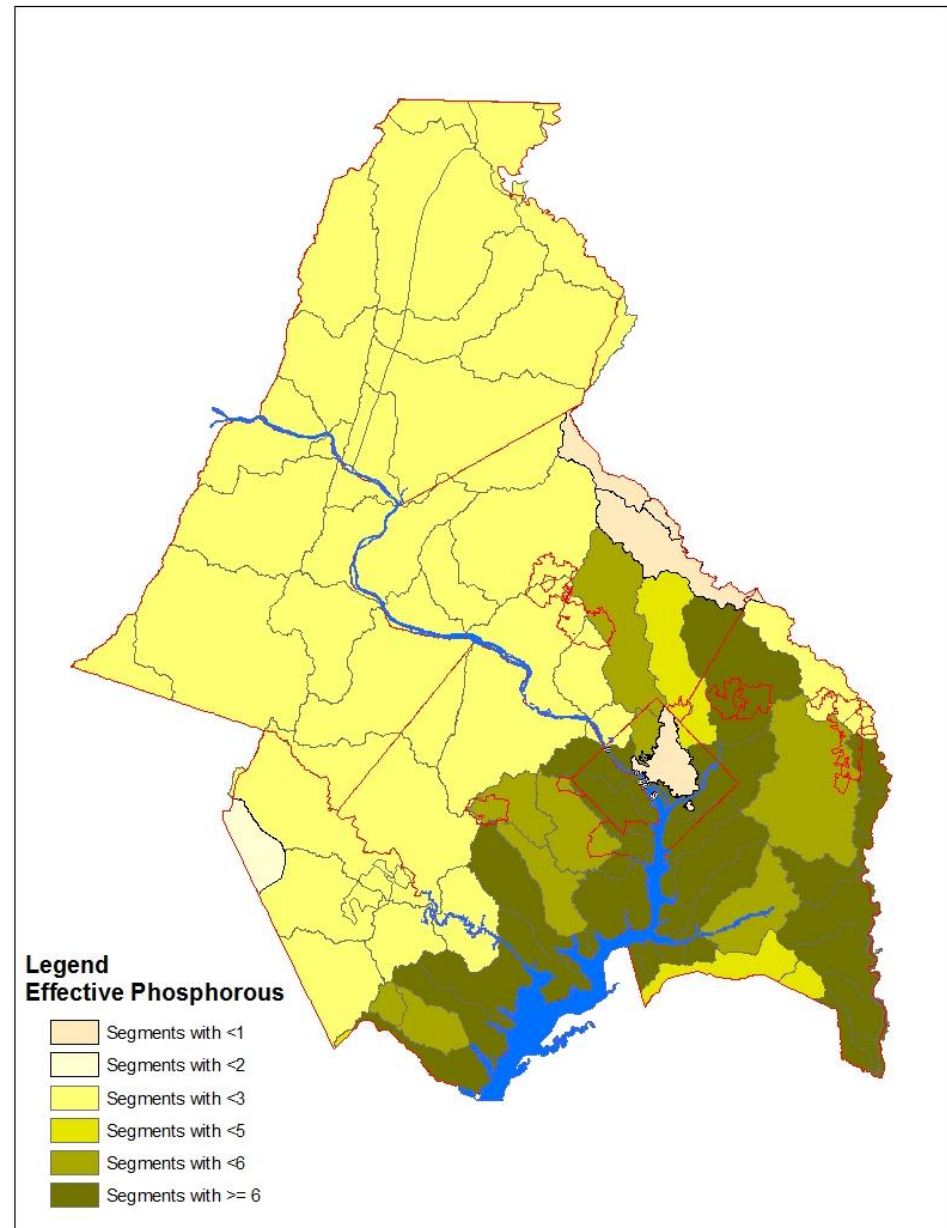 Legend
Effective Phosphorous
Segments with <1
Segments with <2
Segments with <3
Segments with <5
Segments with <6
Segments with >= 6